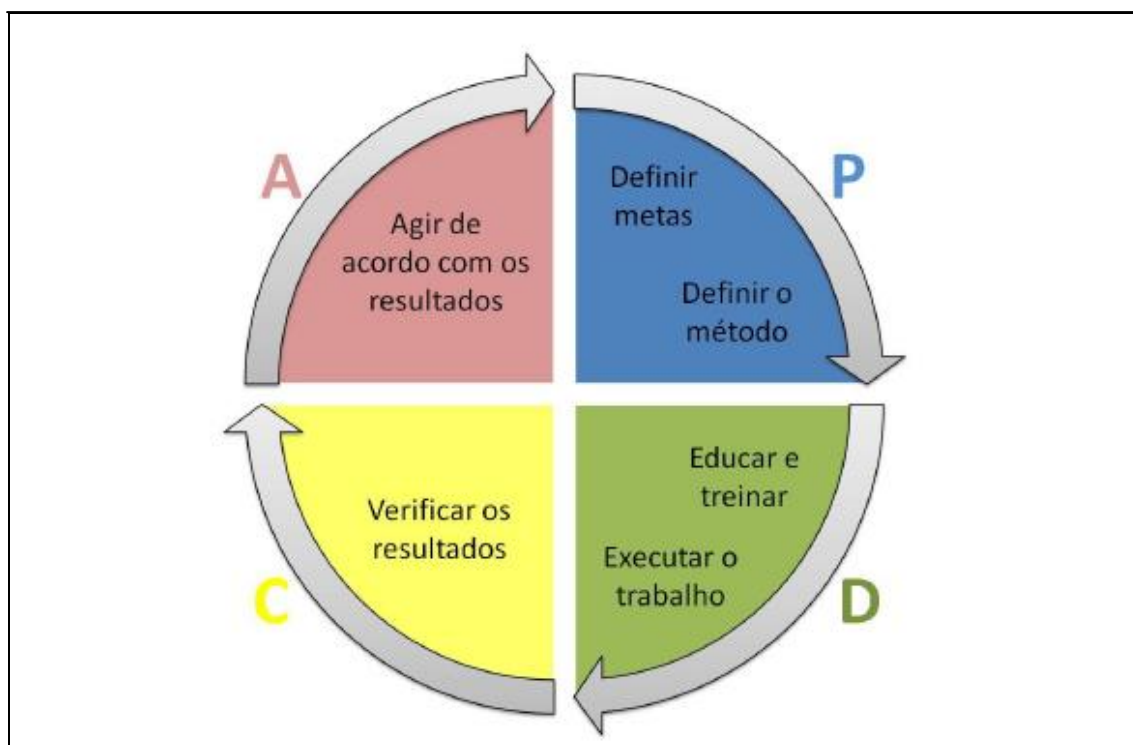 A
P
Definir
metas
Agir de
acordo com os
resultados
Definir o
método
Educar e
treinar
Verificar os
resultados
Executar o
trabalho
C
D